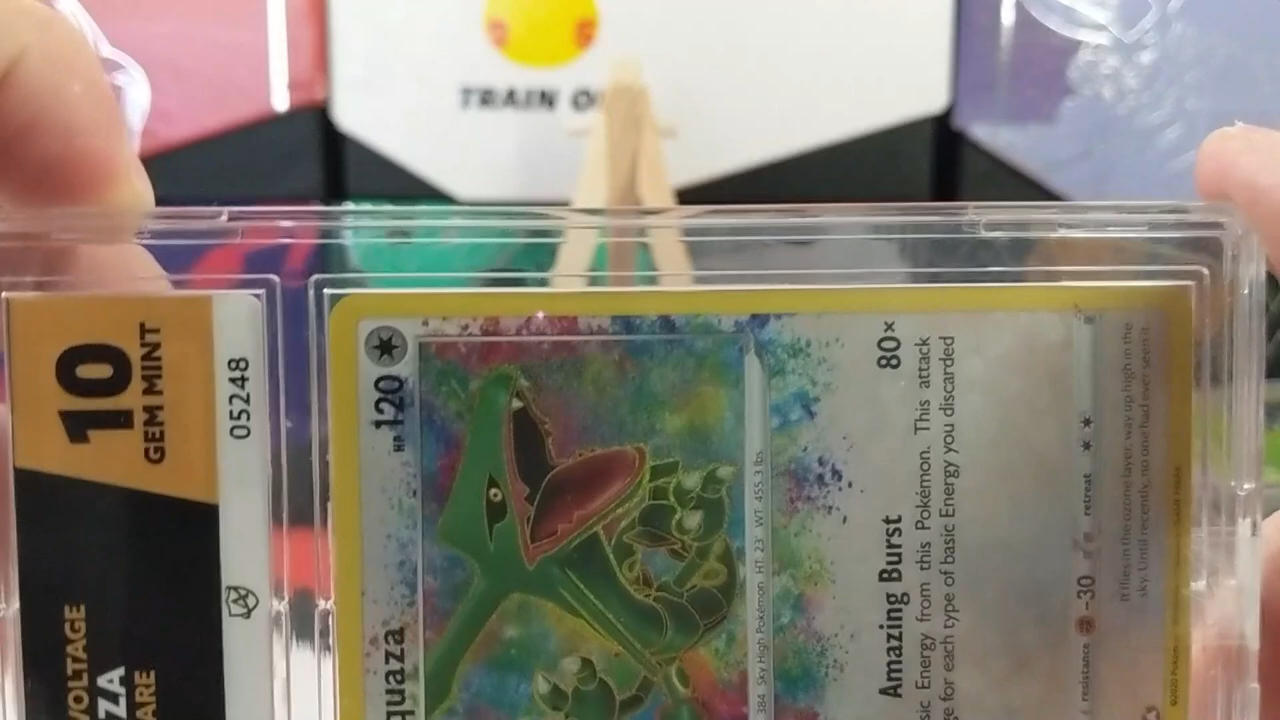 TRAIN O
VOLTAGE
ZA
ARE
10
GEM MINT
05248
quaza
HP 120
384 Sky High Pokémon HT: 23' WT: 455.3 lbs
Amazing Burst 80×
sic Energy from this Pokémon. This attack
ge for each type of basic Energy you discarded
resistance -30 retreat
It flies in the ozone layer, way up high in the
sky. Until recently, no one had ever seen it.
©2020 Pokémon